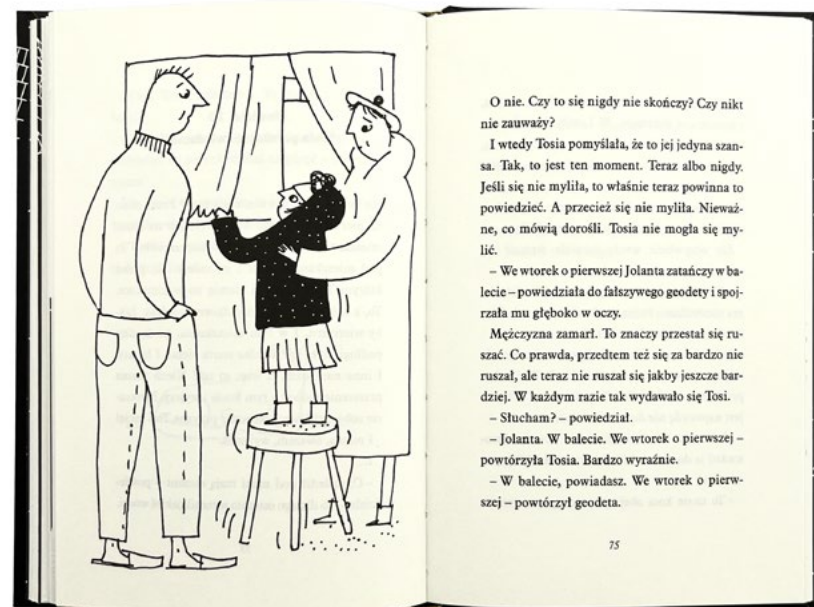 O nie. Czy to się nigdy nie skończy? Czy nikt
nie zauważy?
I wtedy Tosia pomyślała, że to jej jedyna szan-
sa. Tak, to jest ten moment. Teraz albo nigdy.
Jeśli się nie myliła, to właśnie teraz powinna to
powiedzieć. A przecież się nie myliła. Nieważ-
ne, co mówią dorośli. Tosia nie mogła się my-
lić.
– We wtorek o pierwszej Jolanta zatańczy w ba-
lecie – powiedziała do fałszywego geodety i spoj-
rzała mu głęboko w oczy.
Mężczyzna zamarł. To znaczy przestał się ru-
szać. Co prawda, przedtem też się za bardzo nie
ruszał, ale teraz nie ruszał się jakby jeszcze bar-
dziej. W każdym razie tak wydawało się Tosi.
– Słucham? – powiedział.
– Jolanta. W balecie. We wtorek o pierwszej –
powtórzyła Tosia. Bardzo wyraźnie.
– W balecie, powiadasz. We wtorek o pierw-
szej – powtórzył geodeta.
75